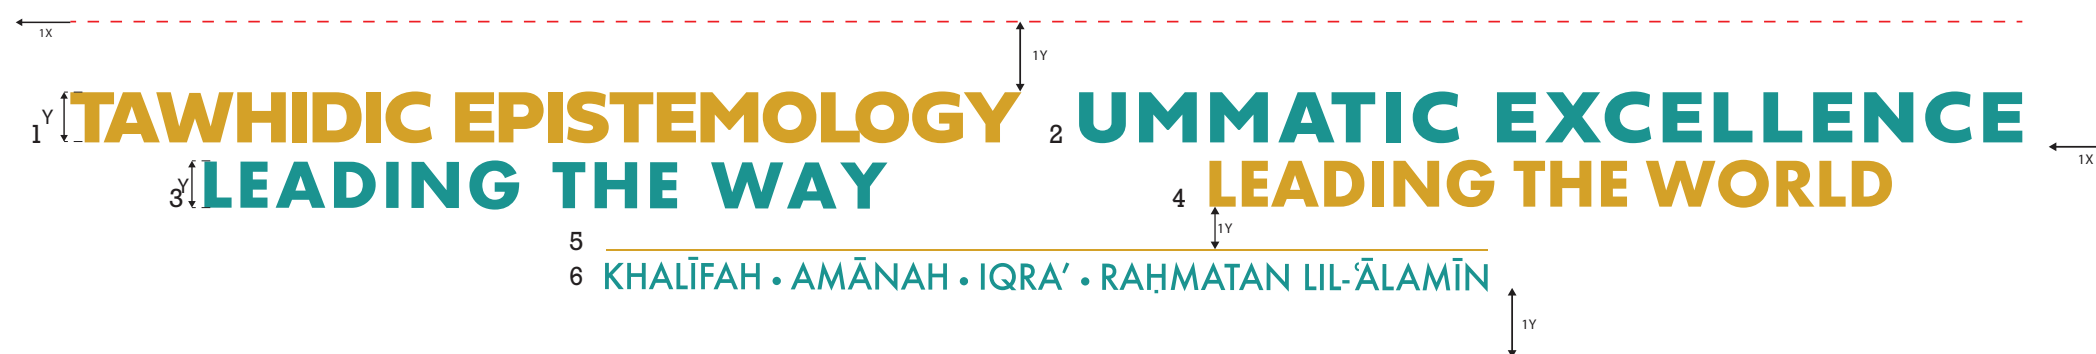 1X
1Y
Y
1 TAWHIDIC EPISTEMOLOGY 2 UMMATIC EXCELLENCE
1X
Y
3 LEADING THE WAY 4 LEADING THE WORLD
1Y
5
6 KHALĪFAH • AMĀNAH • IQRA’ • RAḤMATAN LIL-ʿĀLAMĪN
1Y